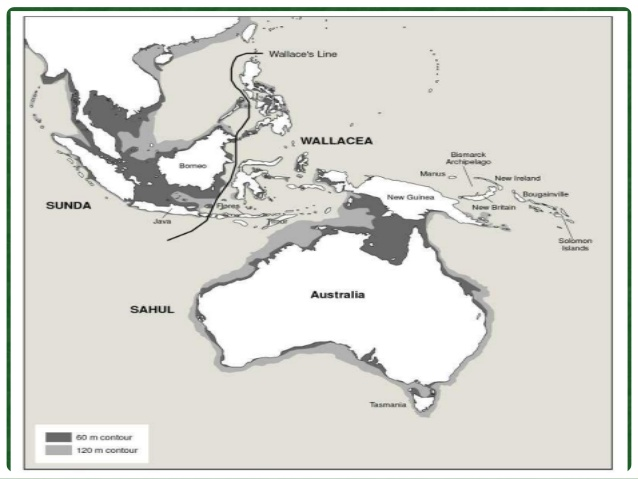 Wallace's Line
WALLACEA
Bismarck
Archipelago
Manus
New Ireland
Borneo
Bougainville
New Guinea
SUNDA
Flores
New Britain
Java
Timor
Solomon
Islands
Australia
SAHUL
Tasmania
60 m contour
120 m contour